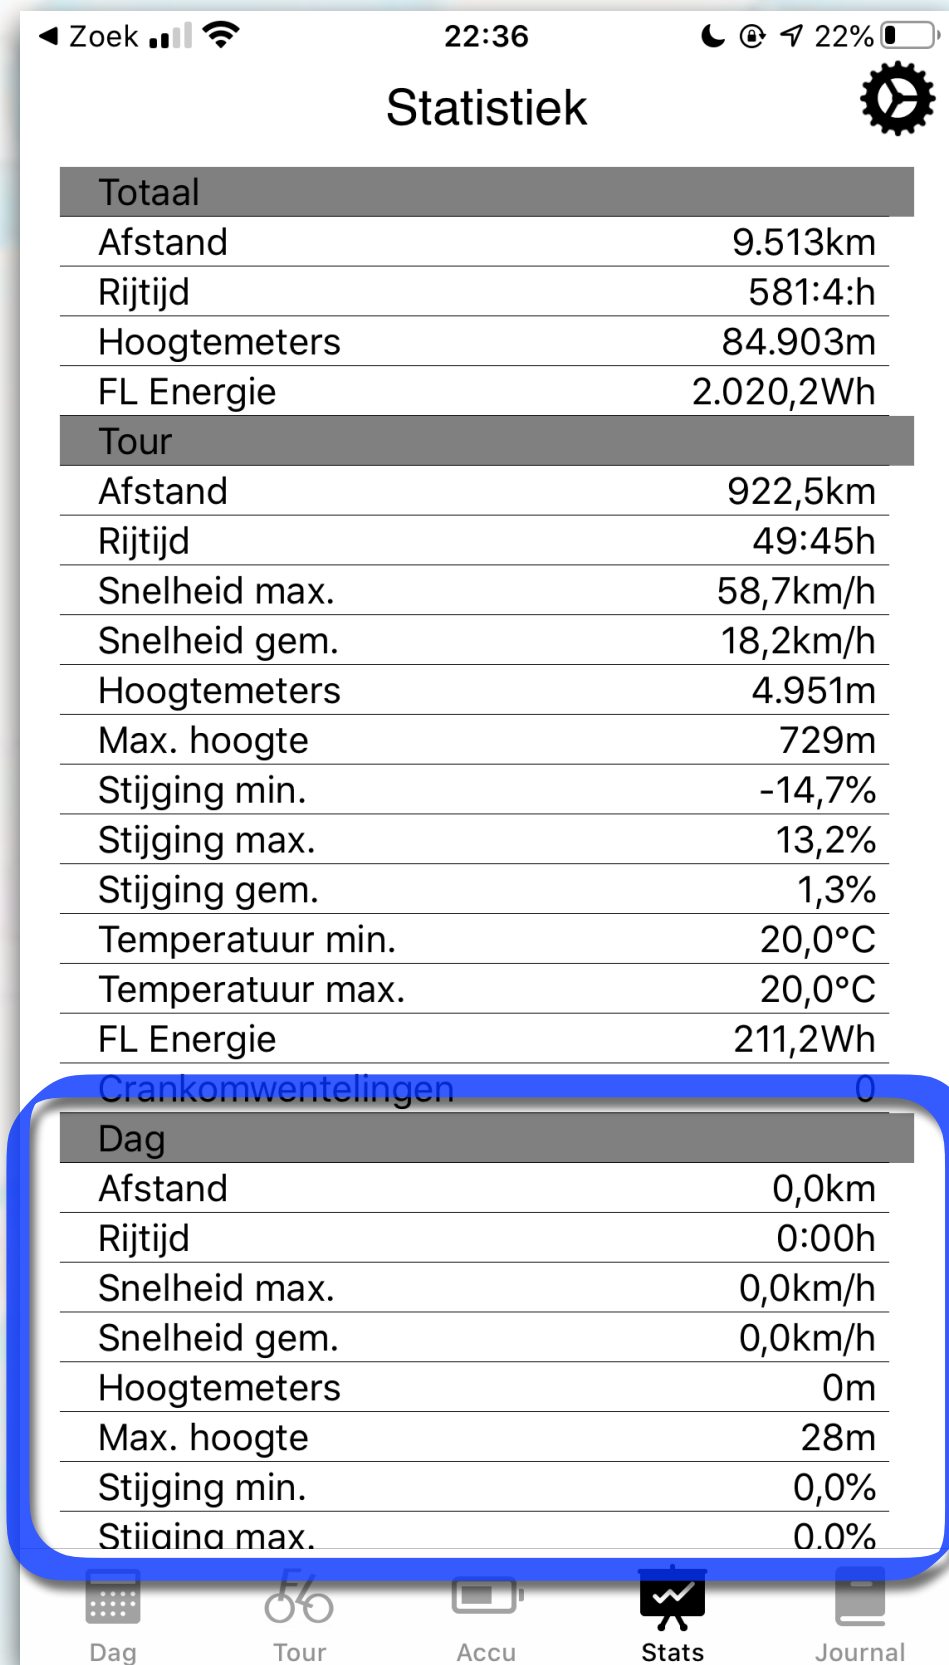 Zoek 22:36 22%
Statistiek
Totaal
Afstand 9.513km
Rijtijd 581:4:h
Hoogtemeters 84.903m
FL Energie 2.020,2Wh
Tour
Afstand 922,5km
Rijtijd 49:45h
Snelheid max. 58,7km/h
Snelheid gem. 18,2km/h
Hoogtemeters 4.951m
Max. hoogte 729m
Stijging min. -14,7%
Stijging max. 13,2%
Stijging gem. 1,3%
Temperatuur min. 20,0°C
Temperatuur max. 20,0°C
FL Energie 211,2Wh
Crankomwentelingen 0
Dag
Afstand 0,0km
Rijtijd 0:00h
Snelheid max. 0,0km/h
Snelheid gem. 0,0km/h
Hoogtemeters 0m
Max. hoogte 28m
Stijging min. 0,0%
Stijging max. 0,0%
Dag Tour Accu Stats Journal